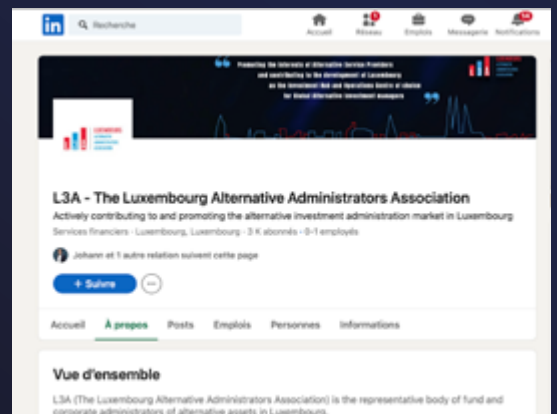 in
Recherche
Accueil
Réseau
Emplois
Messagerie
Notifications
Promoting the interests of Alternative Service Providers
and contributing to the development of Luxembourg
as the Investment Hub and Operations Centre of choice
for Global Alternative investment managers
L3A - The Luxembourg Alternative Administrators Association
Actively contributing to and promoting the alternative investment administration market in Luxembourg
Services financiers · Luxembourg, Luxembourg · 3 K abonnés · 0-1 employés
Johann et 1 autre relation suivent cette page
+ Suivre
Accueil À propos Posts Emplois Personnes Informations
Vue d'ensemble
L3A (The Luxembourg Alternative Administrators Association) is the representative body of fund and
corporate administrators of alternative assets in Luxembourg.